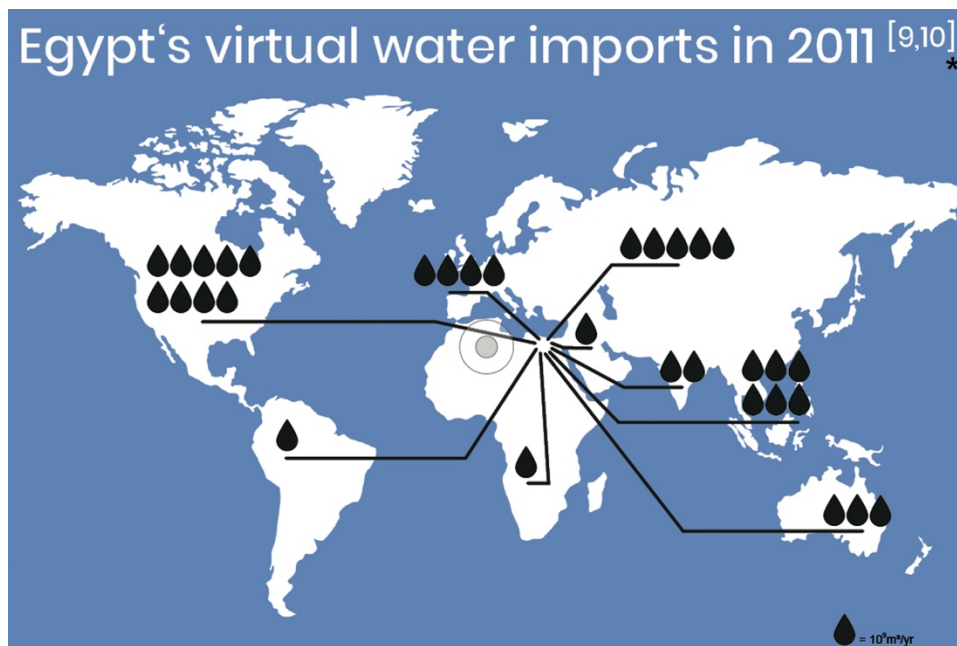 Egypt‘s virtual water imports in 2011 [9,10]
*
= 10⁹m³/yr